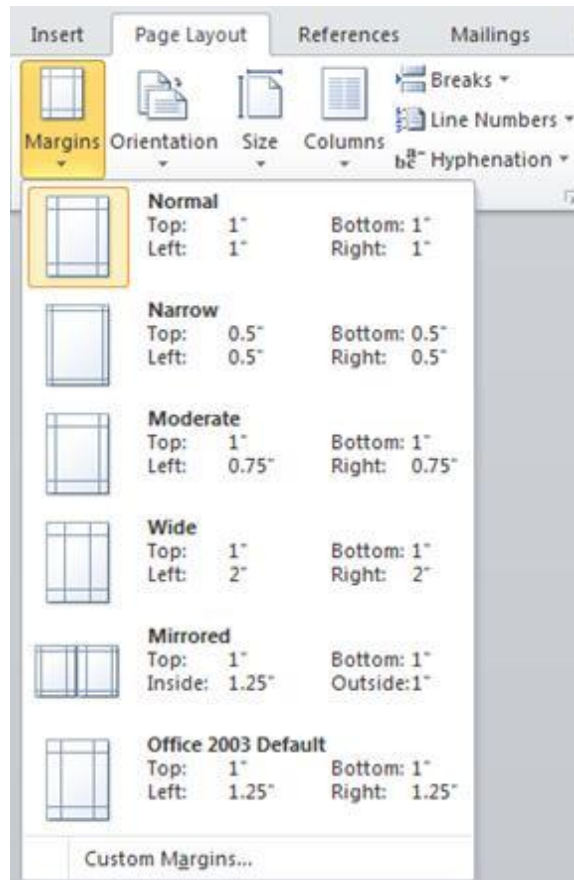 Insert Page Layout References Mailings
Margins Orientation Size Columns Breaks
Line Numbers
bc a- Hyphenation
Normal
Top: 1" Bottom: 1"
Left: 1" Right: 1"
Narrow
Top: 0.5" Bottom: 0.5"
Left: 0.5" Right: 0.5"
Moderate
Top: 1" Bottom: 1"
Left: 0.75" Right: 0.75"
Wide
Top: 1" Bottom: 1"
Left: 2" Right: 2"
Mirrored
Top: 1" Bottom: 1"
Inside: 1.25" Outside:1"
Office 2003 Default
Top: 1" Bottom: 1"
Left: 1.25" Right: 1.25"
Custom Margins...